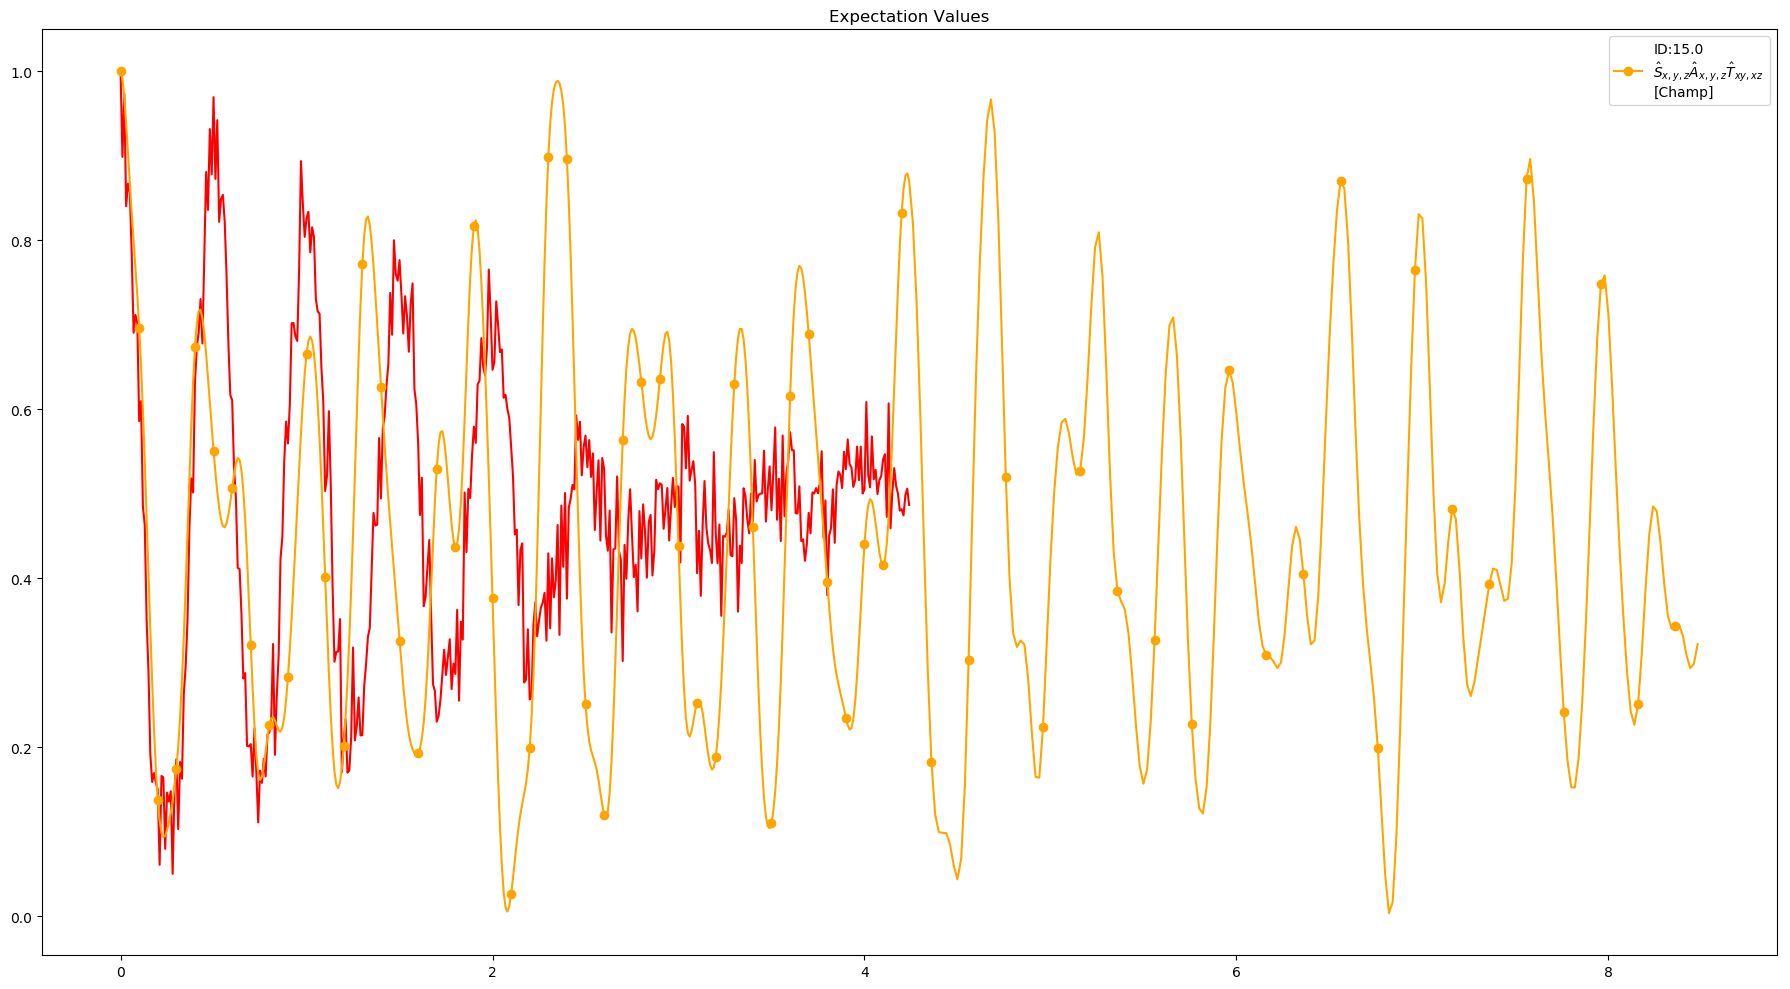 Expectation Values
ID:15.0
$\hat{S}_{x,y,z}\hat{A}_{x,y,z}\hat{T}_{xy,xz}$
[Champ]
1.0
0.8
0.6
0.4
0.2
0.0
0 2 4 6 8